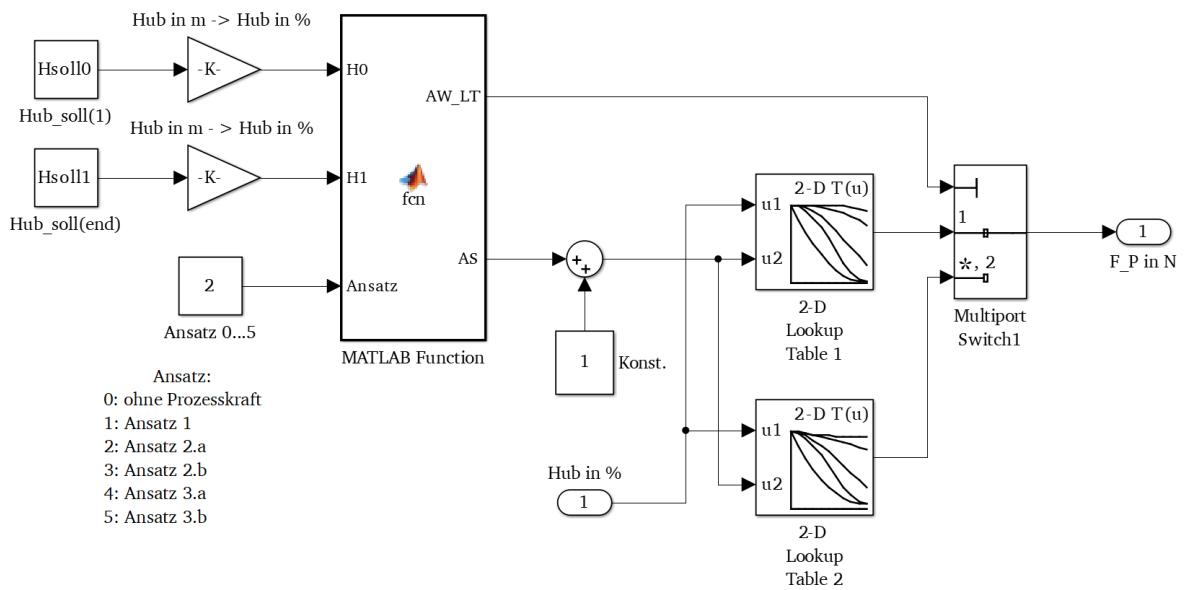 Hub in m -> Hub in %
Hsoll0
-K-
H0
Hub_soll(1)
AW_LT
Hub in m - > Hub in %
Hsoll1
-K-
H1
fcn
Hub_soll(end)
2-D T(u)
u1
u2
1
*, 2
1
F_P in N
AS
++
2
Ansatz
Ansatz 0...5
MATLAB Function
2-D
Lookup
Table 1
Multiport
Switch1
1
Konst.
Ansatz:
0: ohne Prozesskraft
1: Ansatz 1
2: Ansatz 2.a
3: Ansatz 2.b
4: Ansatz 3.a
5: Ansatz 3.b
2-D T(u)
u1
u2
Hub in %
1
2-D
Lookup
Table 2